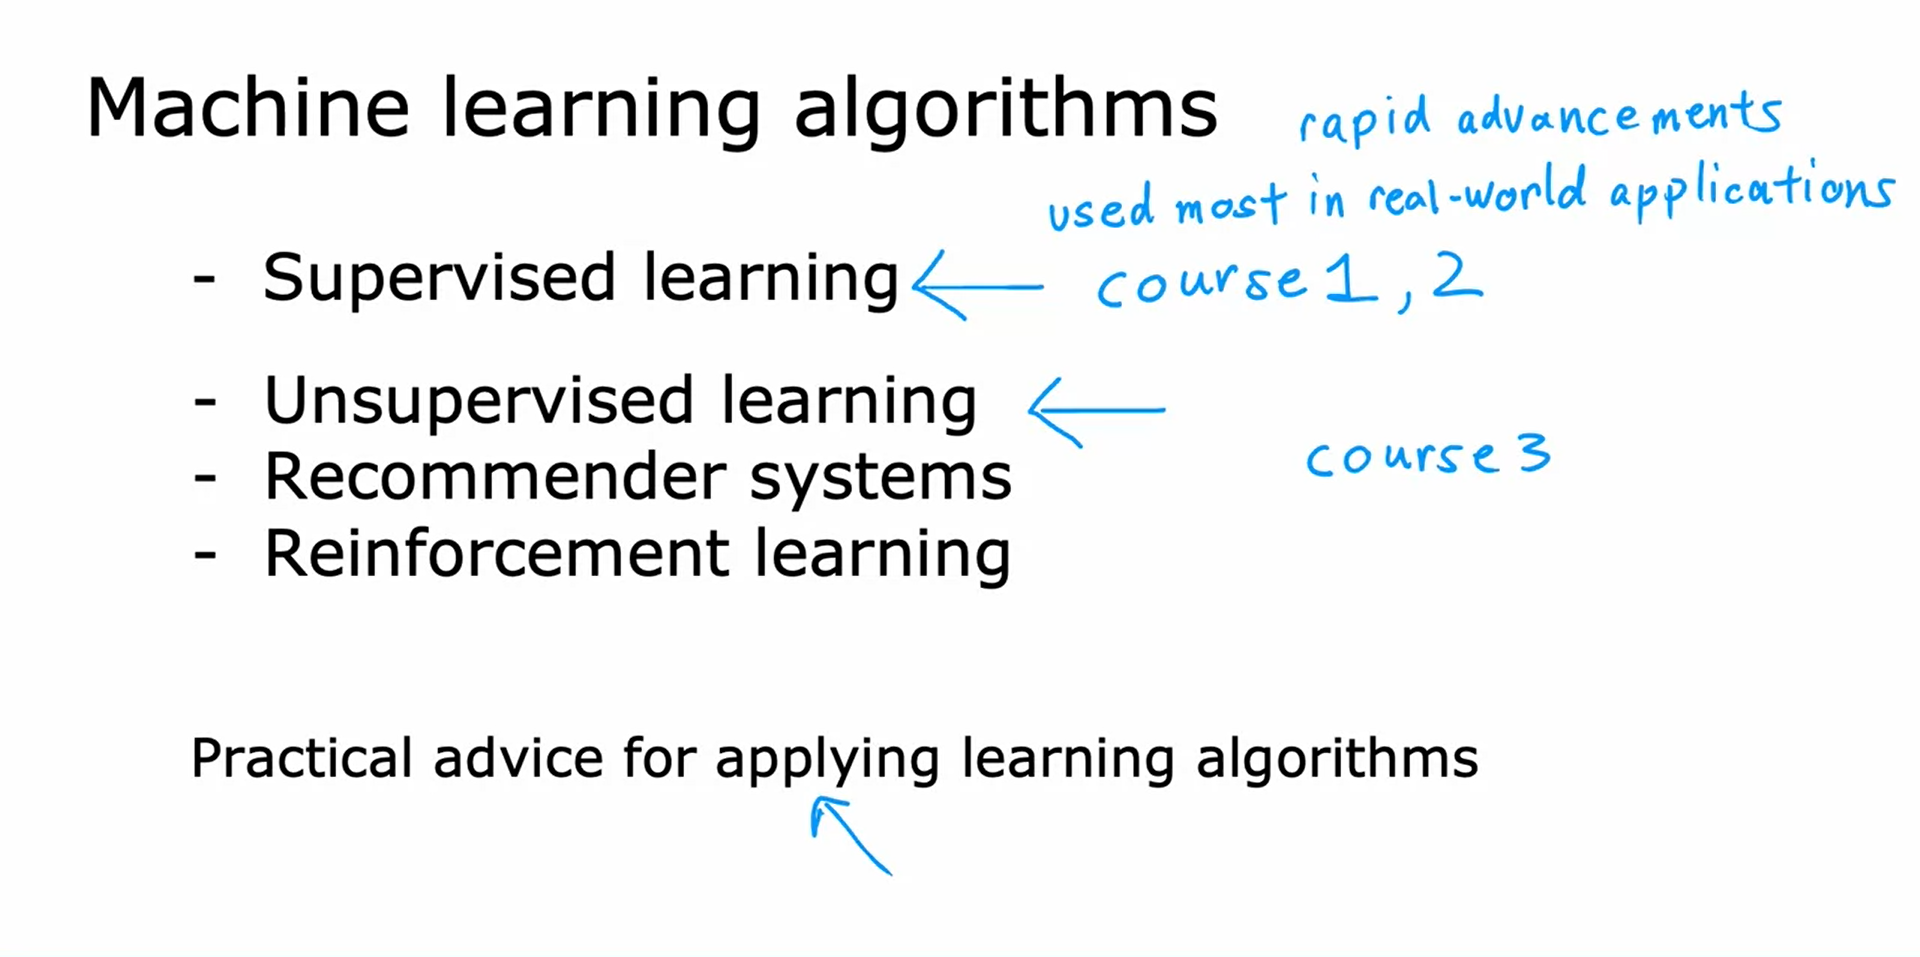 Machine learning algorithms
rapid advancements
used most in real-world applications
- Supervised learning
course 1, 2
- Unsupervised learning
course 3
- Recommender systems
- Reinforcement learning
Practical advice for applying learning algorithms